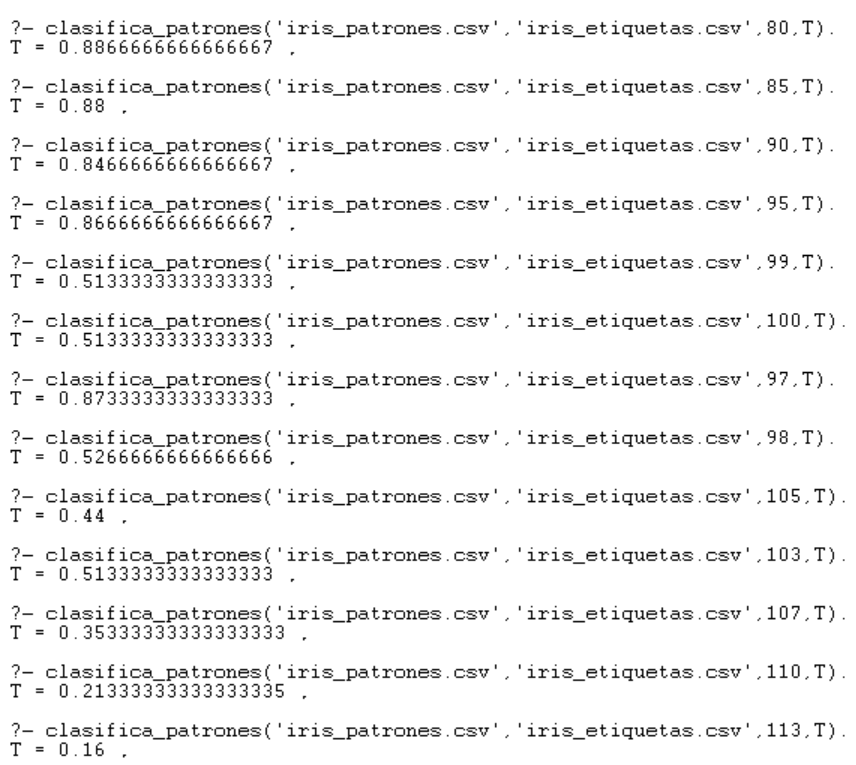 ?- clasifica_patrones('iris_patrones.csv','iris_etiquetas.csv',80,T).
T = 0.8866666666666667 ,
?- clasifica_patrones('iris_patrones.csv','iris_etiquetas.csv',85,T).
T = 0.88 ,
?- clasifica_patrones('iris_patrones.csv','iris_etiquetas.csv',90,T).
T = 0.8466666666666667 ,
?- clasifica_patrones('iris_patrones.csv','iris_etiquetas.csv',95,T).
T = 0.8666666666666667 ,
?- clasifica_patrones('iris_patrones.csv','iris_etiquetas.csv',99,T).
T = 0.5133333333333333 ,
?- clasifica_patrones('iris_patrones.csv','iris_etiquetas.csv',100,T).
T = 0.5133333333333333 ,
?- clasifica_patrones('iris_patrones.csv','iris_etiquetas.csv',97,T).
T = 0.8733333333333333 ,
?- clasifica_patrones('iris_patrones.csv','iris_etiquetas.csv',98,T).
T = 0.5266666666666666 ,
?- clasifica_patrones('iris_patrones.csv','iris_etiquetas.csv',105,T).
T = 0.44 ,
?- clasifica_patrones('iris_patrones.csv','iris_etiquetas.csv',103,T).
T = 0.5133333333333333 ,
?- clasifica_patrones('iris_patrones.csv','iris_etiquetas.csv',107,T).
T = 0.35333333333333333 ,
?- clasifica_patrones('iris_patrones.csv','iris_etiquetas.csv',110,T).
T = 0.21333333333333335 ,
?- clasifica_patrones('iris_patrones.csv','iris_etiquetas.csv',113,T).
T = 0.16 ,